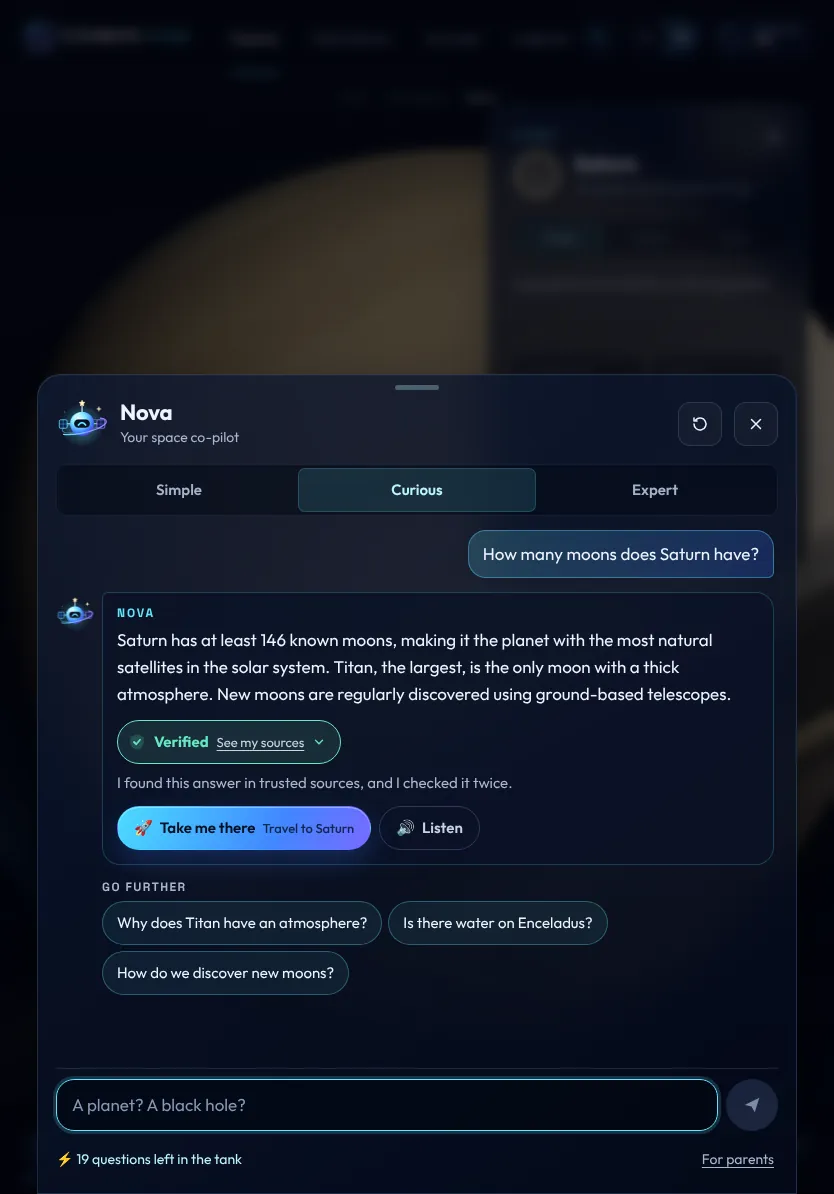 Nova
Your space co-pilot
Simple
Curious
Expert
How many moons does Saturn have?
NOVA
Saturn has at least 146 known moons, making it the planet with the most natural
satellites in the solar system. Titan, the largest, is the only moon with a thick
atmosphere. New moons are regularly discovered using ground-based telescopes.
Verified See my sources
I found this answer in trusted sources, and I checked it twice.
Take me there Travel to Saturn
Listen
GO FURTHER
Why does Titan have an atmosphere?
Is there water on Enceladus?
How do we discover new moons?
A planet? A black hole?
19 questions left in the tank
For parents